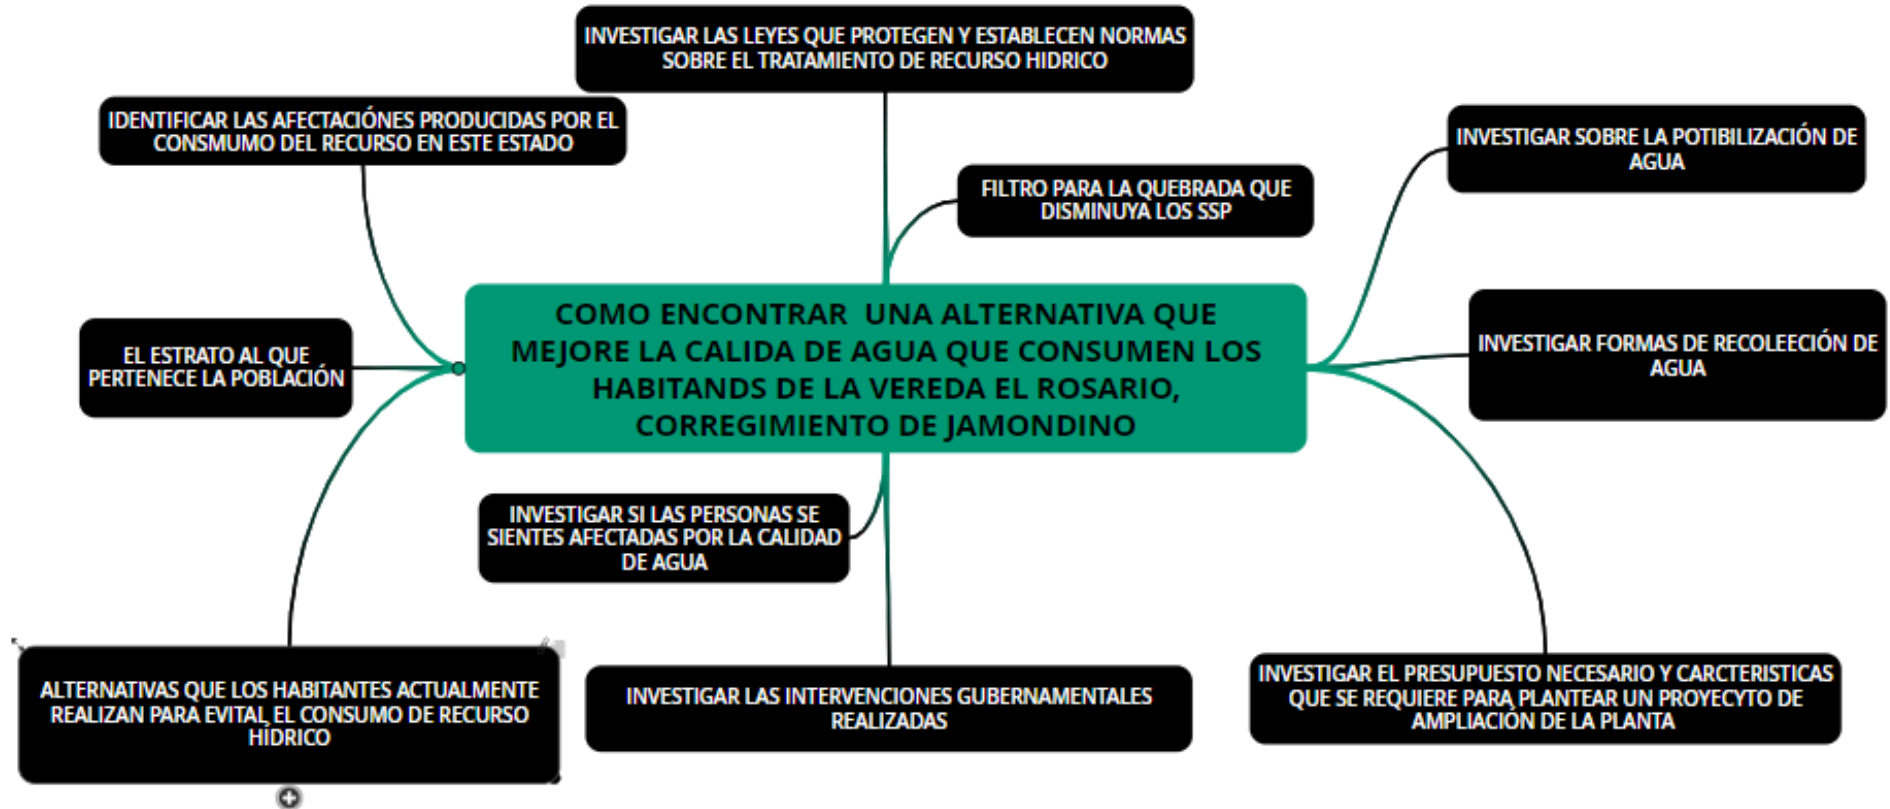 INVESTIGAR LAS LEYES QUE PROTEGEN Y ESTABLECEN NORMAS
SOBRE EL TRATAMIENTO DE RECURSO HIDRICO
IDENTIFICAR LAS AFECTACIÓNES PRODUCIDAS POR EL
CONSMUMO DEL RECURSO EN ESTE ESTADO
INVESTIGAR SOBRE LA POTIBILIZACIÓN DE
AGUA
FILTRO PARA LA QUEBRADA QUE
DISMINUYA LOS SSP
COMO ENCONTRAR UNA ALTERNATIVA QUE
MEJORE LA CALIDA DE AGUA QUE CONSUMEN LOS
HABITANDS DE LA VEREDA EL ROSARIO,
CORREGIMIENTO DE JAMONDINO
EL ESTRATO AL QUE
PERTENECE LA POBLACIÓN
INVESTIGAR FORMAS DE RECOLEECIÓN DE
AGUA
INVESTIGAR SI LAS PERSONAS SE
SIENTES AFECTADAS POR LA CALIDAD
DE AGUA
ALTERNATIVAS QUE LOS HABITANTES ACTUALMENTE
REALIZAN PARA EVITAL EL CONSUMO DE RECURSO
HÍDRICO
INVESTIGAR LAS INTERVENCIONES GUBERNAMENTALES
REALIZADAS
INVESTIGAR EL PRESUPUESTO NECESARIO Y CARCTERISTICAS
QUE SE REQUIERE PARA PLANTEAR UN PROYECYTO DE
AMPLIACIÓN DE LA PLANTA